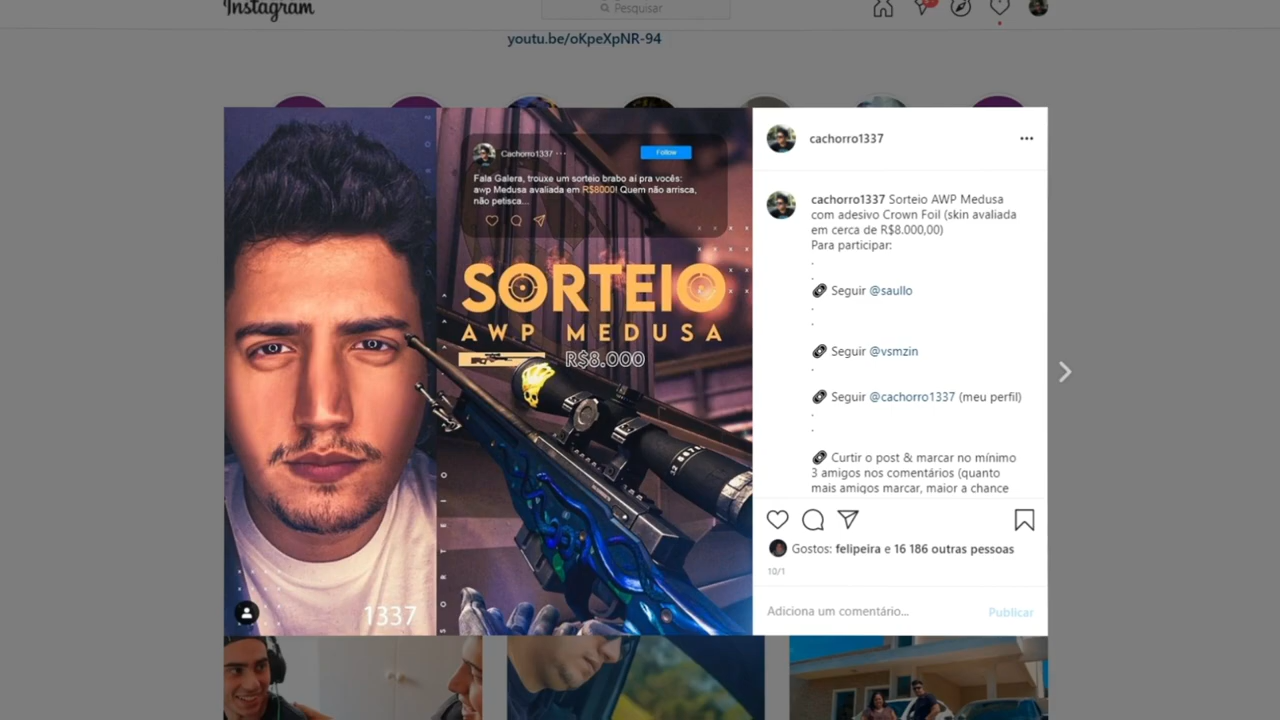 Instagram
Pesquisar
youtu.be/oKpeXpNR-94
Cachorro1337
Follow
Fala Galera, trouxe um sorteio brabo aí pra vocês:
awp Medusa avaliada em R$8000! Quem não arrisca,
não petisca...
SORTEIO
AWP MEDUSA
R$8.000
SORTEIO
1337
cachorro1337
cachorro1337 Sorteio AWP Medusa
com adesivo Crown Foil (skin avaliada
em cerca de R$8.000,00)
Para participar:
.
.
Seguir @saullo
.
.
Seguir @vsmzin
.
Seguir @cachorro1337 (meu perfil)
.
.
Curtir o post & marcar no mínimo
3 amigos nos comentários (quanto
mais amigos marcar, maior a chance
Gostos: felipeira e 16 186 outras pessoas
10/1
Adiciona um comentário...
Publicar